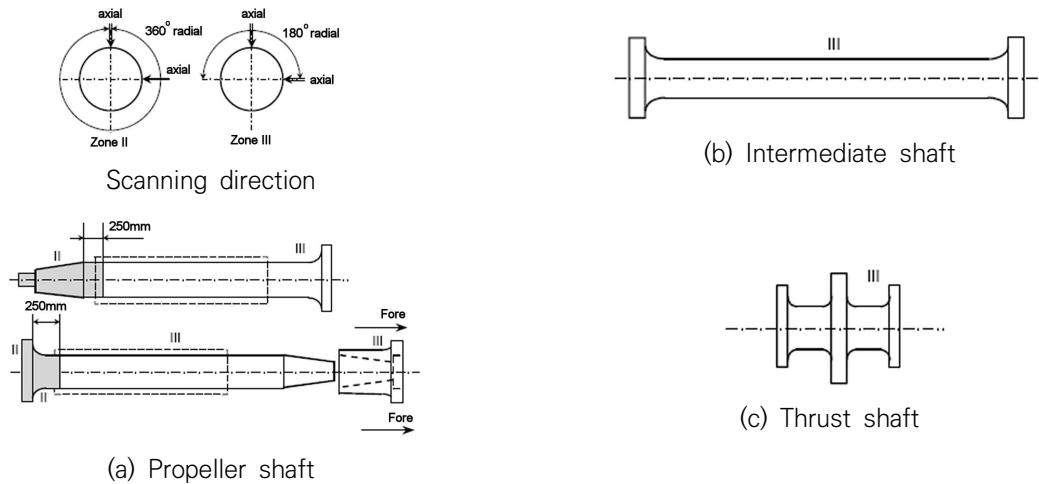 axial
360° radial
axial
Zone II
axial
180° radial
axial
Zone III
Scanning direction
250mm
II
III
250mm
II
II
III
Fore
III
Fore
(a) Propeller shaft
III
(b) Intermediate shaft
III
(c) Thrust shaft